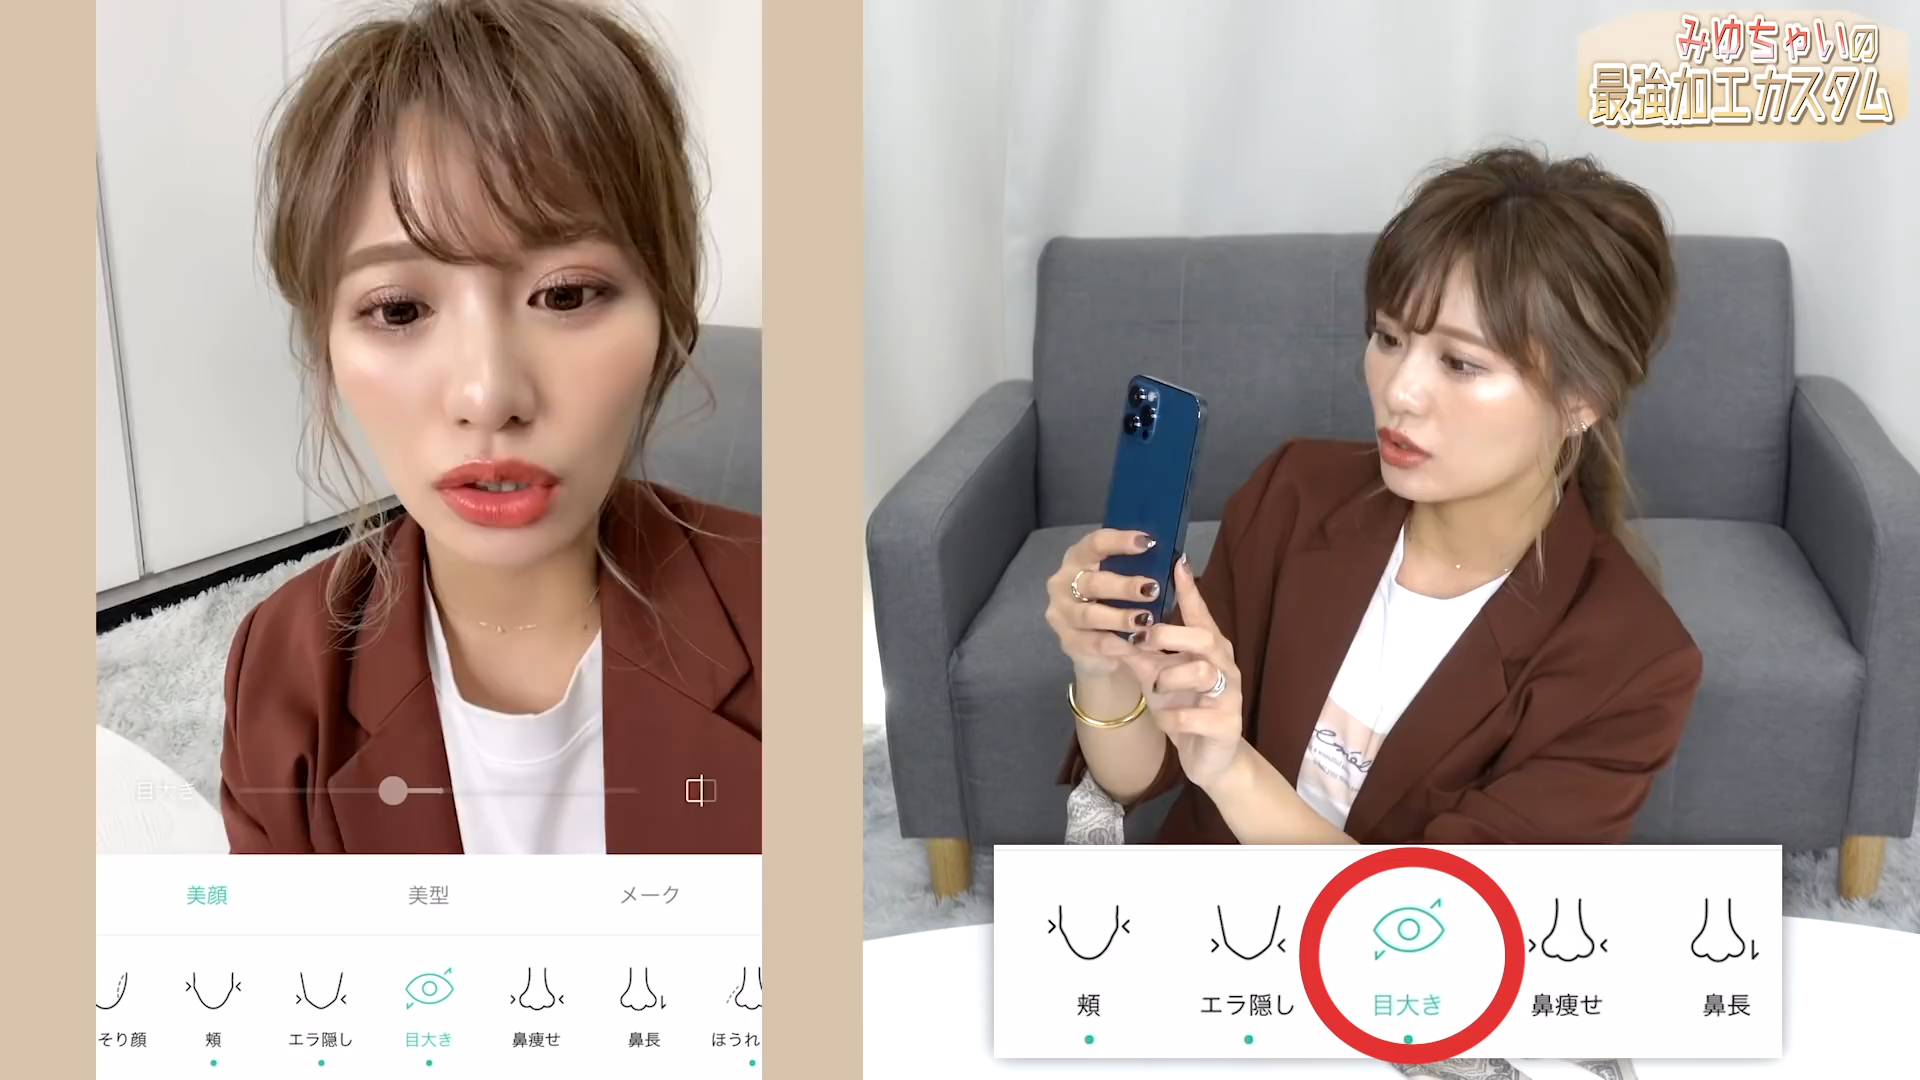 みゆちゃいの
最強加工カスタム
目大き
美顔 美型 メーク
そり顔 頬 エラ隠し 目大き 鼻痩せ 鼻長 ほうれ
頬 エラ隠し 目大き 鼻痩せ 鼻長